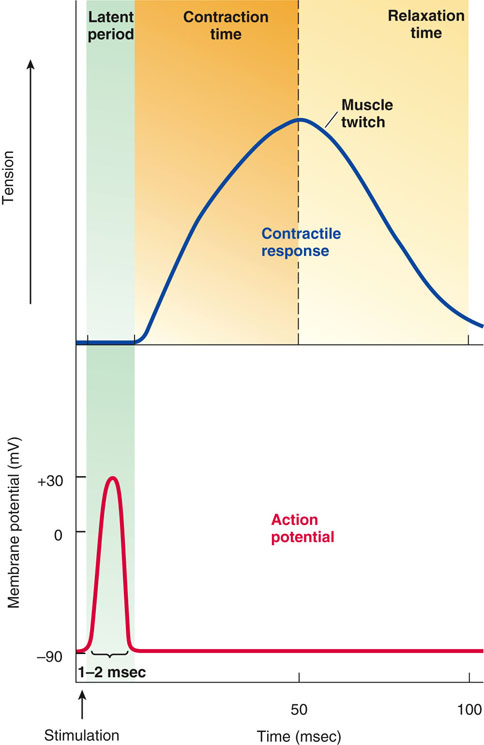 Latent
period
Contraction
time
Relaxation
time
Muscle
twitch
Tension
Contractile
response
Membrane potential (mV)
+30
0
–90
Action
potential
1–2 msec
50
100
Stimulation
Time (msec)